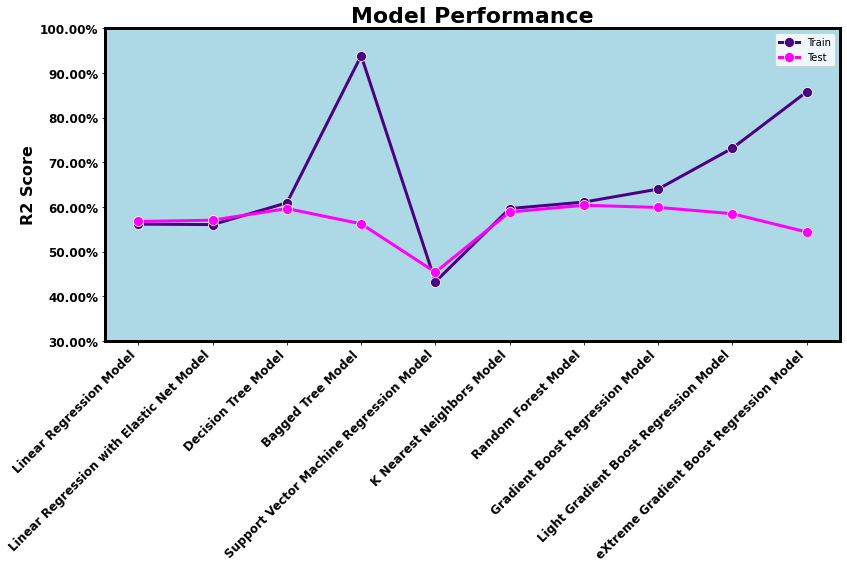 Model Performance
Train
Test
R2 Score
100.00%
90.00%
80.00%
70.00%
60.00%
50.00%
40.00%
30.00%
Linear Regression Model
Linear Regression with Elastic Net Model
Decision Tree Model
Bagged Tree Model
Support Vector Machine Regression Model
K Nearest Neighbors Model
Random Forest Model
Gradient Boost Regression Model
Light Gradient Boost Regression Model
eXtreme Gradient Boost Regression Model